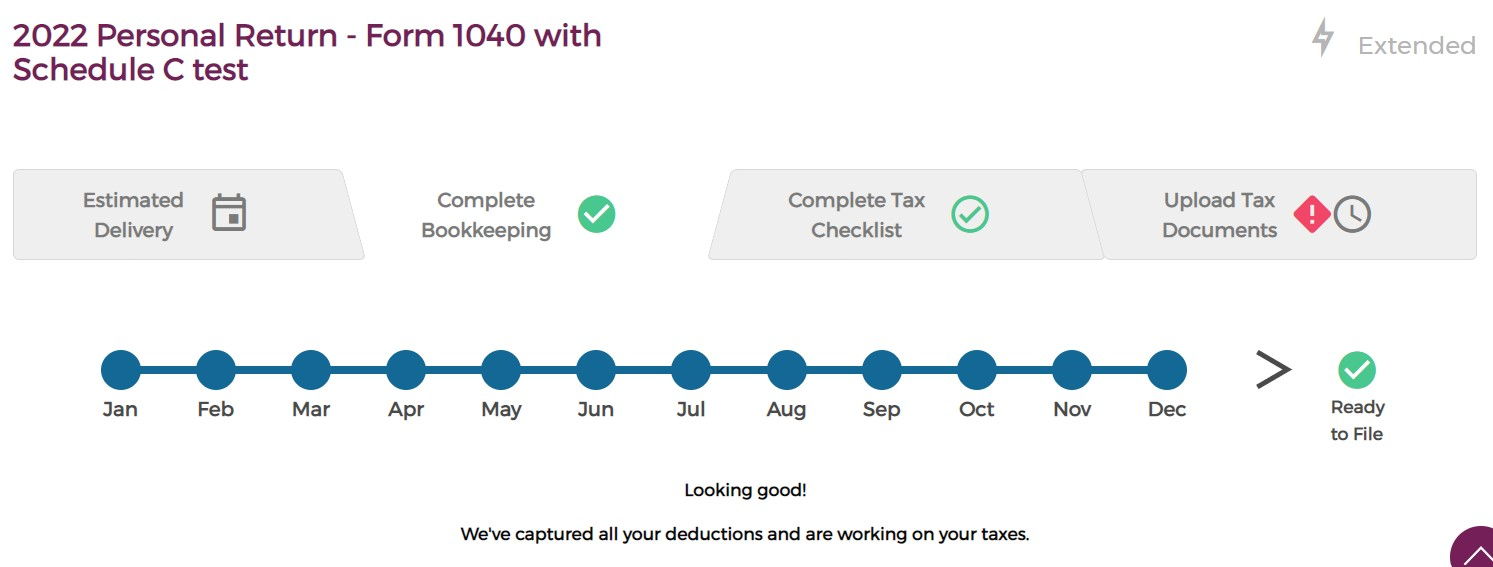 2022 Personal Return - Form 1040 with
Schedule C test
Extended
Estimated
Delivery
Complete
Bookkeeping
Complete Tax
Checklist
Upload Tax
Documents
Jan Feb Mar Apr May Jun Jul Aug Sep Oct Nov Dec
Ready
to File
Looking good!
We've captured all your deductions and are working on your taxes.